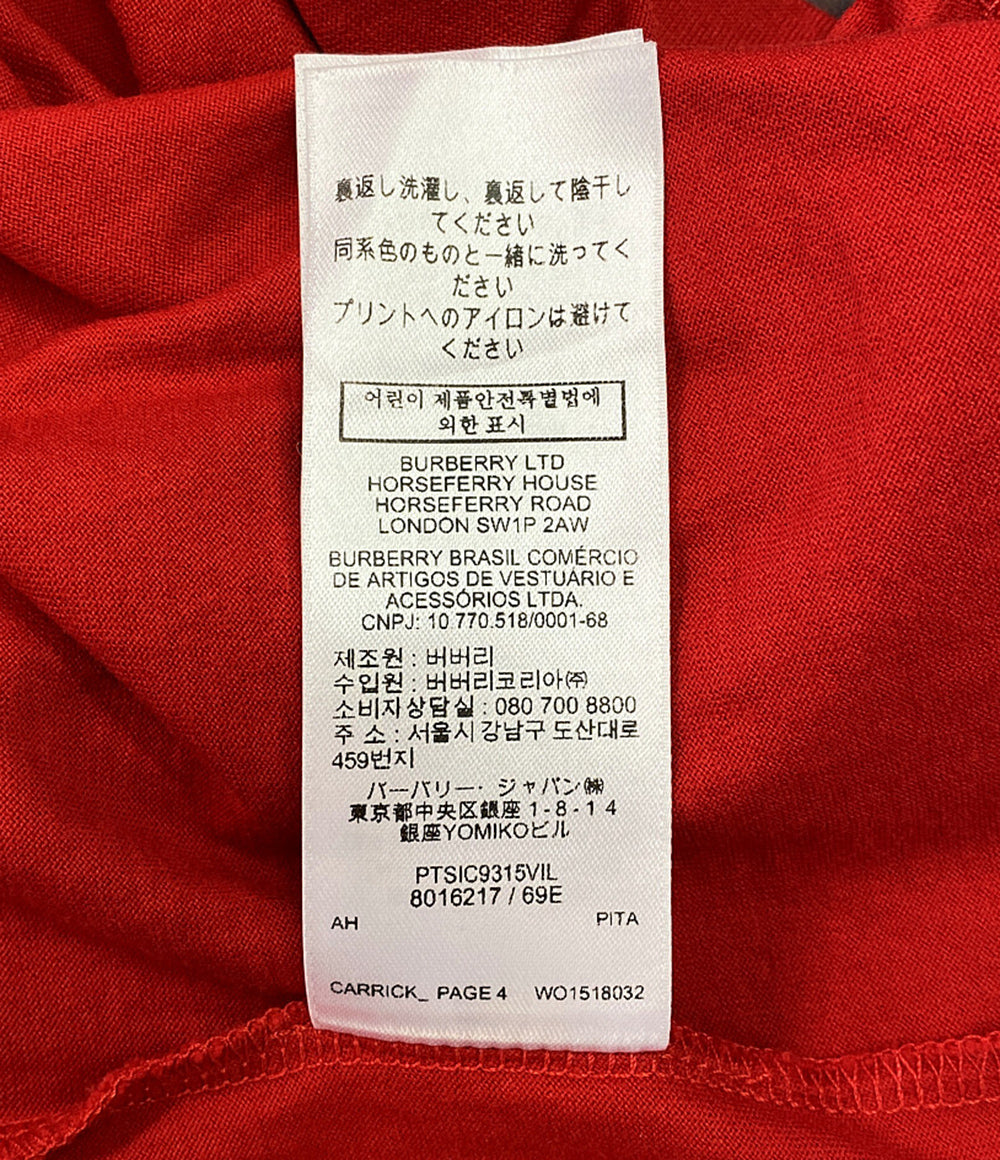 裏返し洗濯し、裏返して陰干し
てください
同系色のものと一緒に洗ってく
ださい
プリントへのアイロンは避けて
ください
어린이 제품안전특별법에
의한 표시
BURBERRY LTD
HORSEFERRY HOUSE
HORSEFERRY ROAD
LONDON SW1P 2AW
BURBERRY BRASIL COMÉRCIO
DE ARTIGOS DE VESTUÁRIO E
ACESSÓRIOS LTDA.
CNPJ: 10.770.518/0001-68
제조원 : 버버리
수입원 : 버버리코리아㈜
소비자상담실 : 080 700 8800
주 소 : 서울시 강남구 도산대로
459번지
バーバリー・ジャパン㈱
東京都中央区銀座 1 - 8 - 1 4
銀座YOMIKOビル
PTSIC9315VIL
8016217 / 69E
AH PITA
CARRICK_ PAGE 4 WO1518032